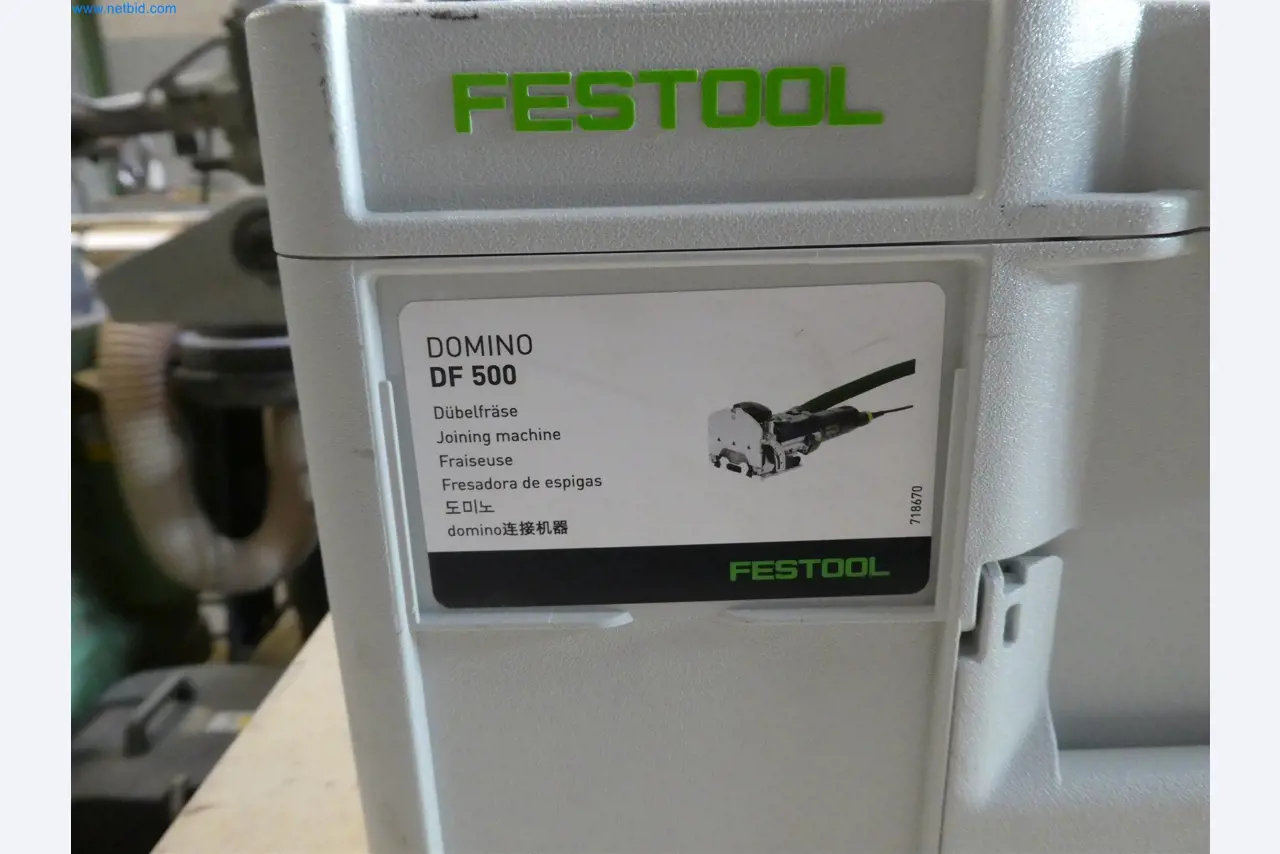 www.netbid.com
FESTOOL
DOMINO
DF 500
Dübelfräse
Joining machine
Fraiseuse
Fresadora de espigas
도미노
domino连接机器
718670
FESTOOL